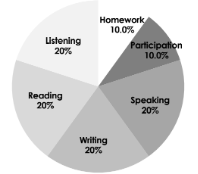 Homework
10.0%
Participation
10.0%
Speaking
20%
Writing
20%
Reading
20%
Listening
20%